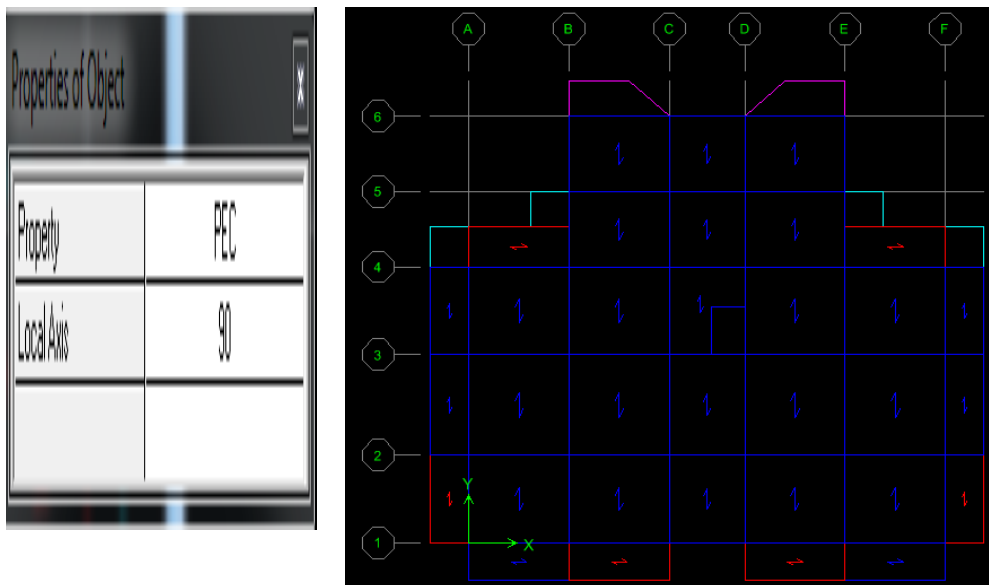 Properties of Object
x
Property PEC
Local Axis 90
A B C D E F
6
5
4
3
2
Y
1
X